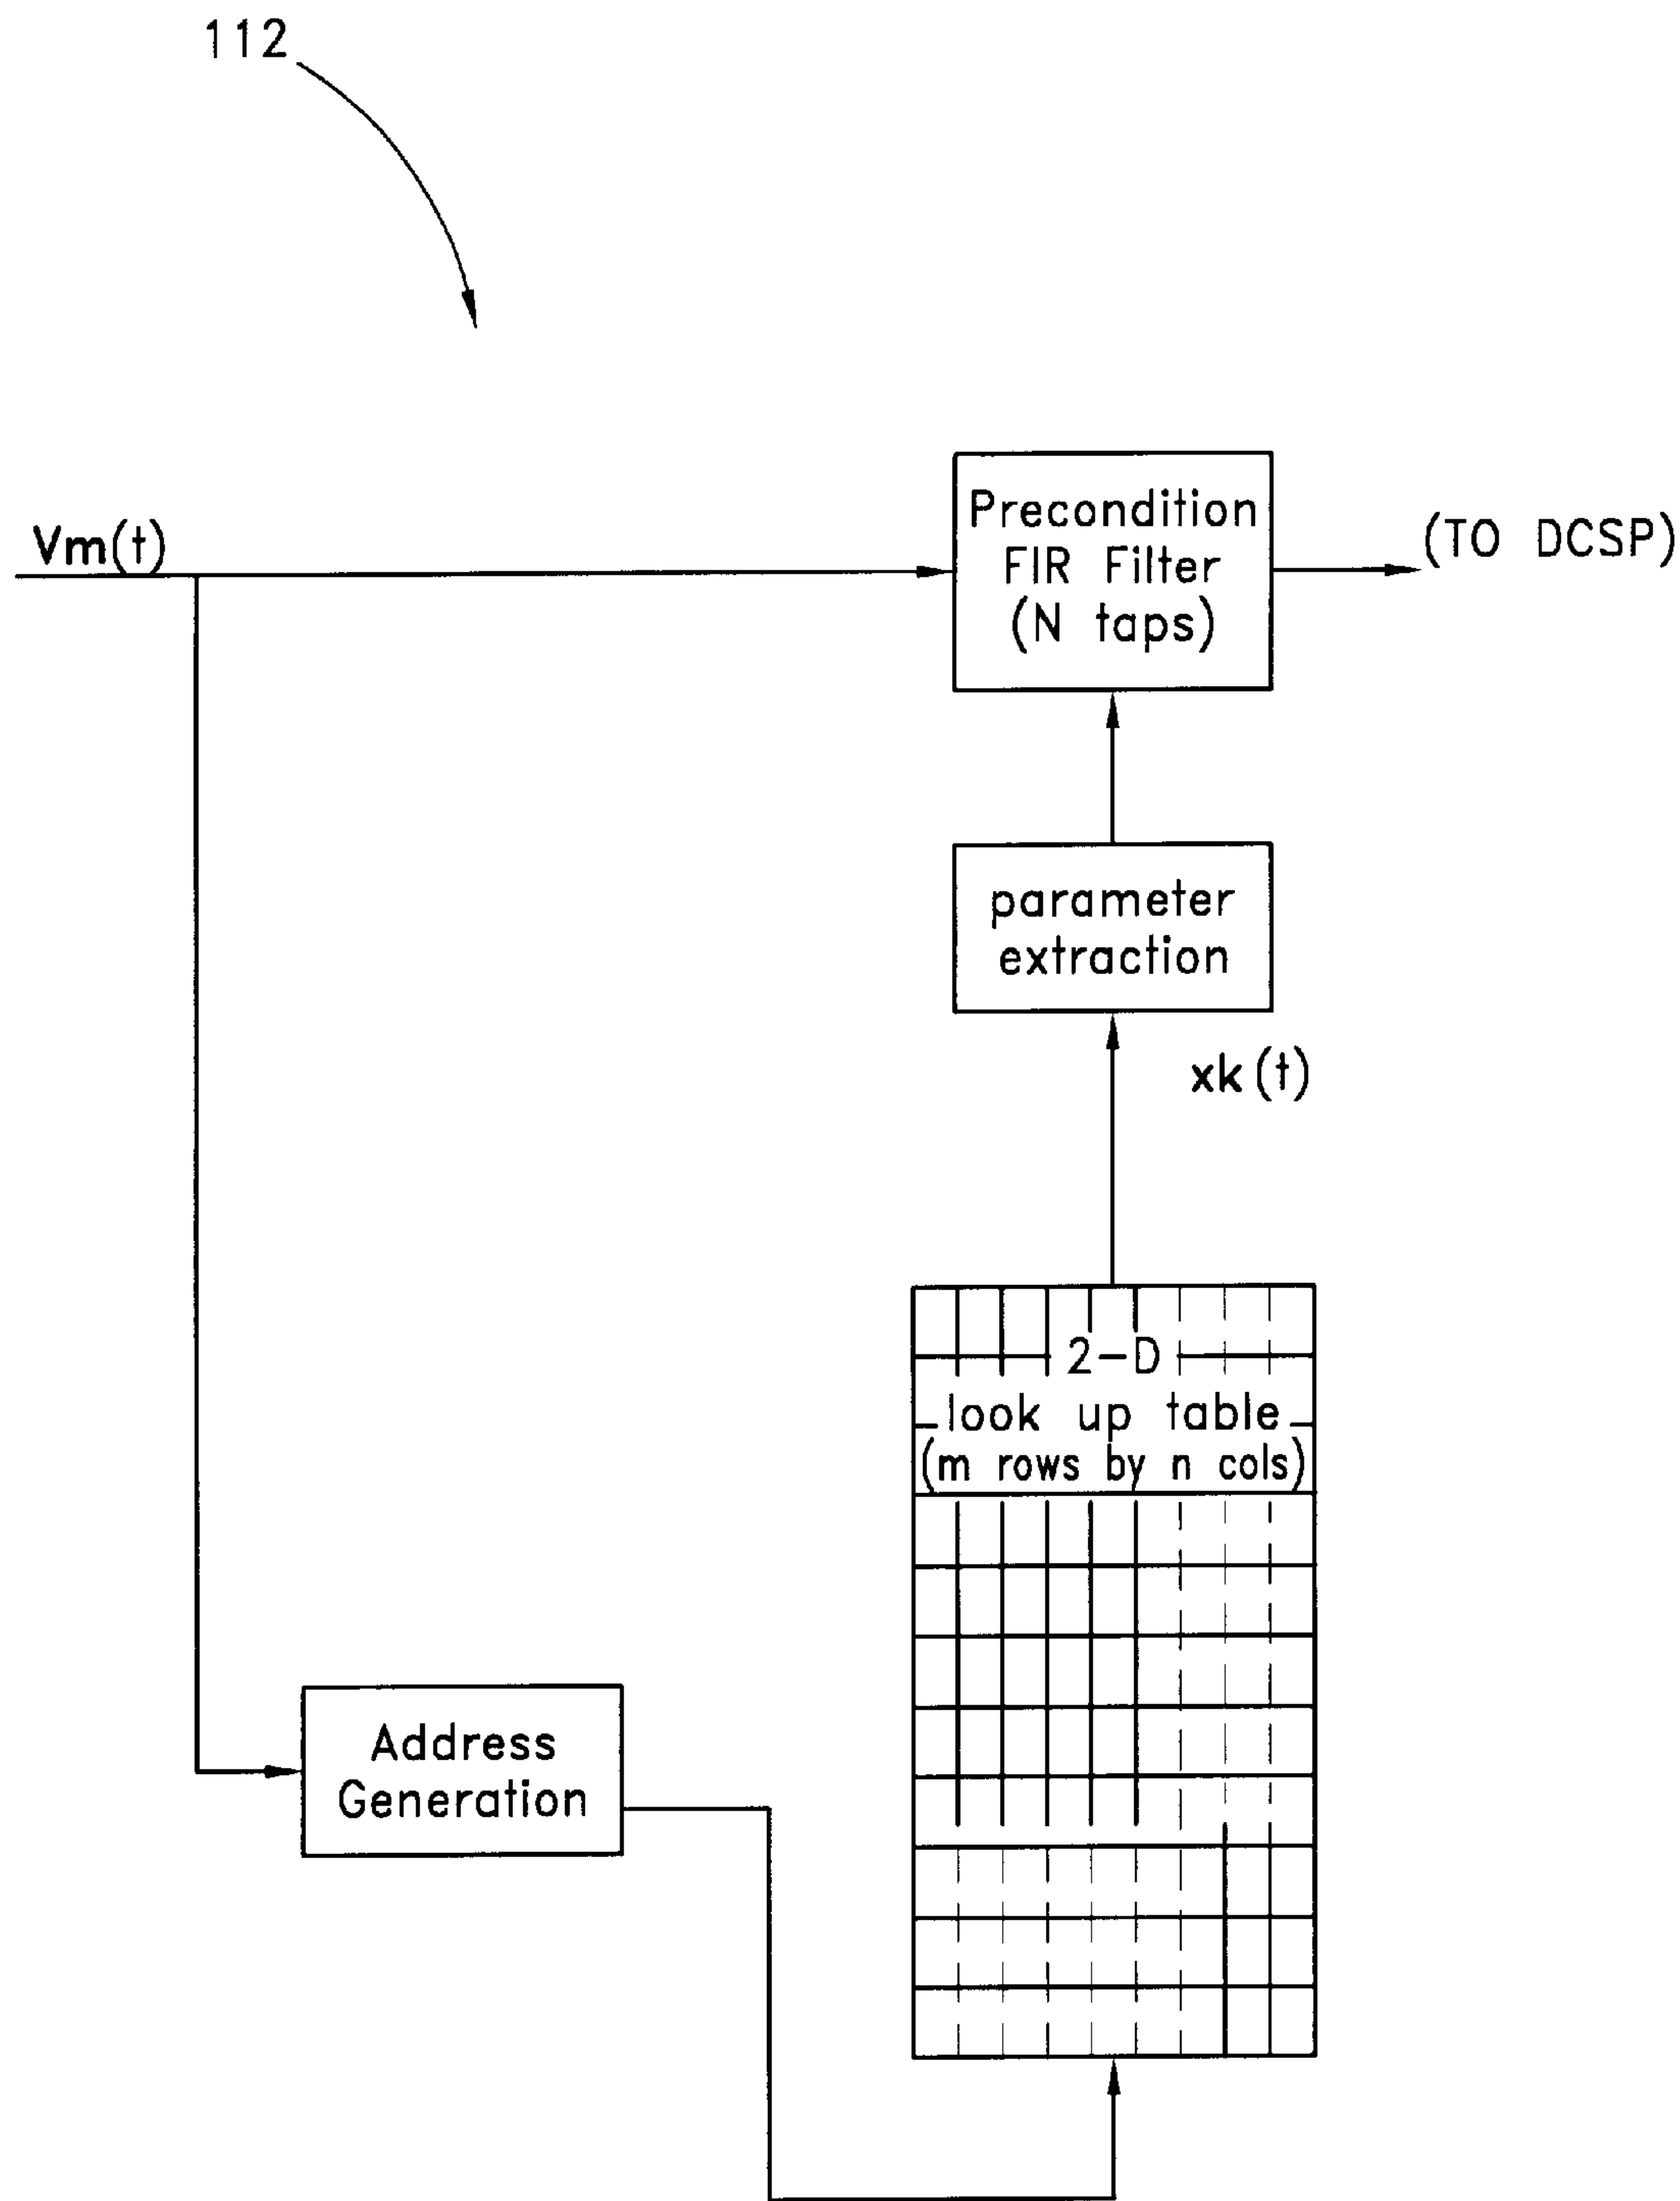 112
Vm(t)
Precondition
FIR Filter
(N taps)
(TO DCSP)
parameter
extraction
xk(t)
2-D
look up table
(m rows by n cols)
Address
Generation